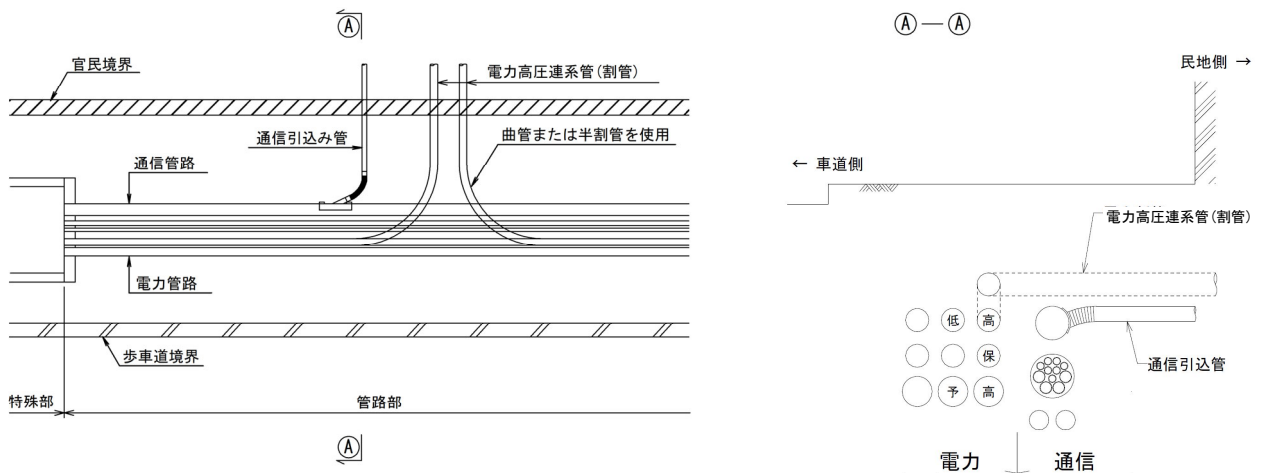 Ⓐ
官民境界
電力高圧連系管(割管)
通信引込み管
曲管または半割管を使用
通信管路
電力管路
歩車道境界
特殊部
管路部
Ⓐ
Ⓐ―Ⓐ
民地側 →
← 車道側
電力高圧連系管(割管)
低 高
保
通信引込管
予 高
電力 通信